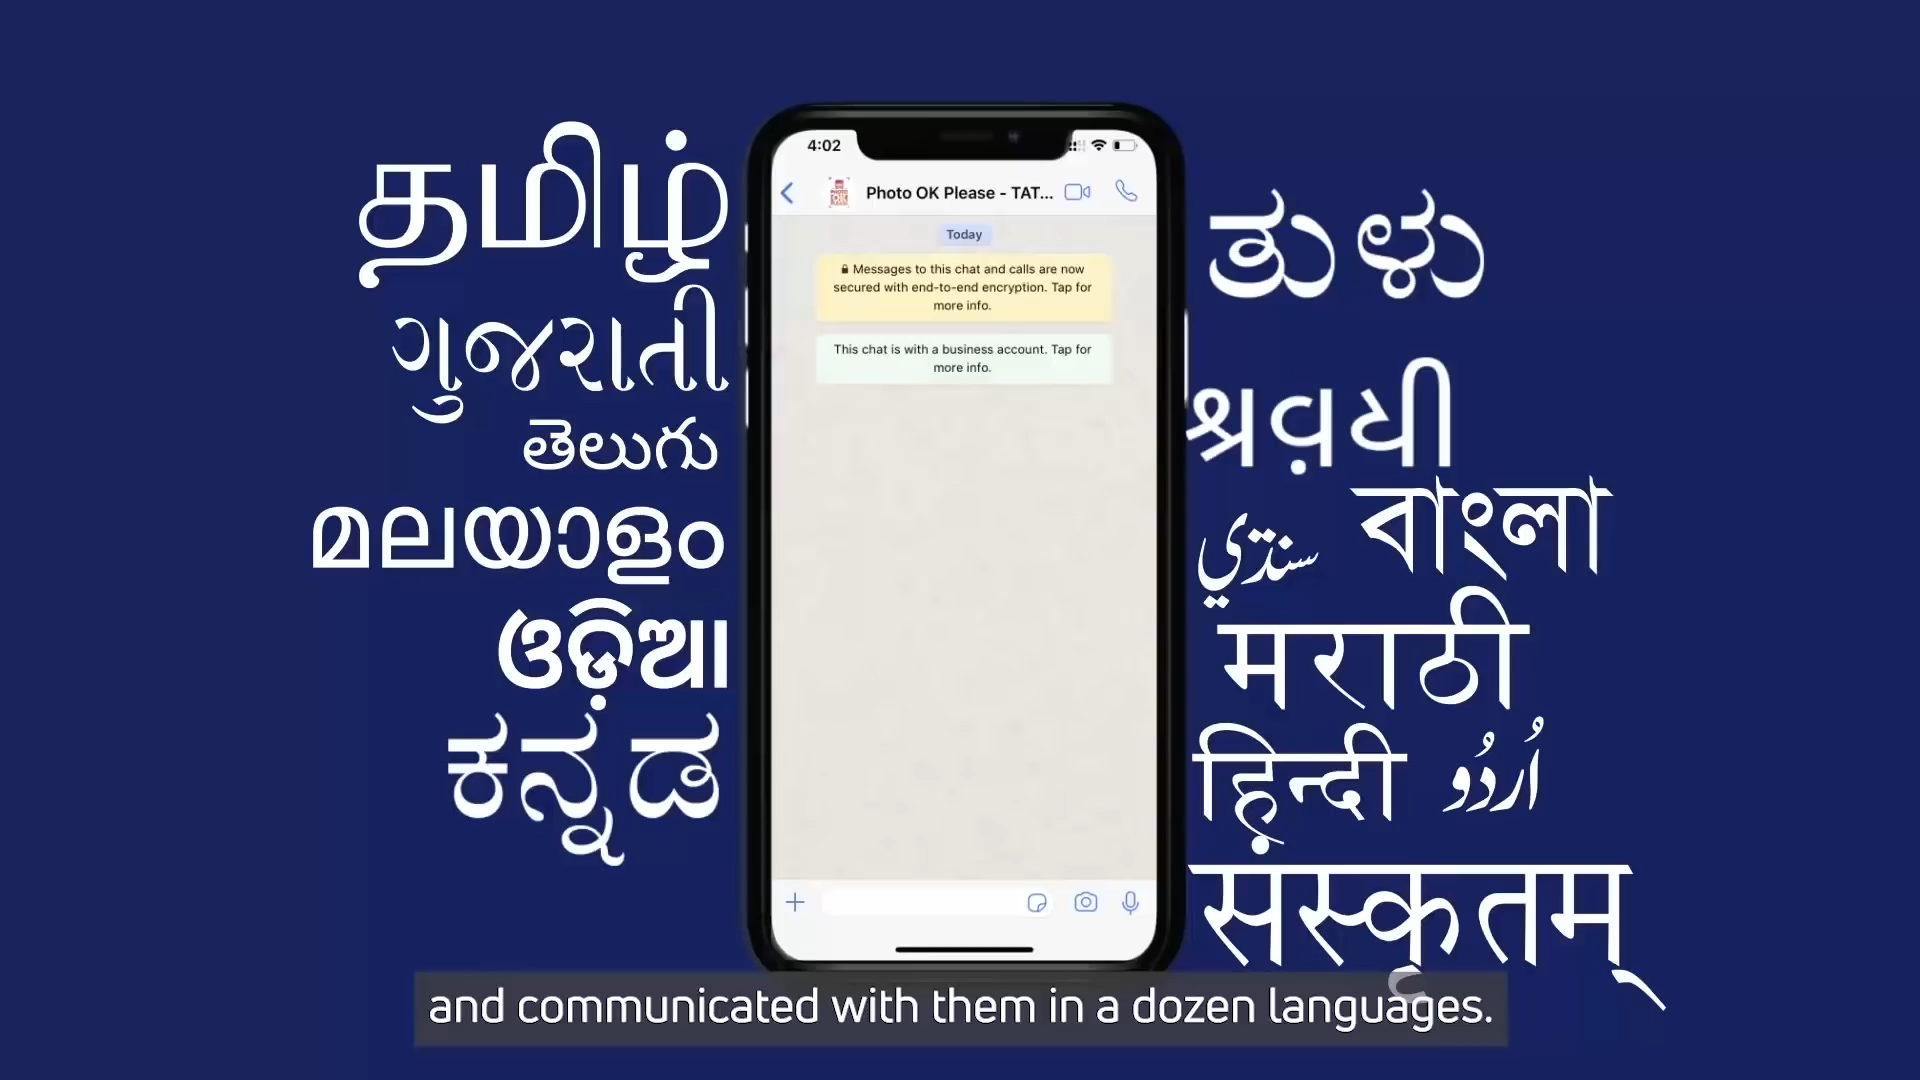 4:02
Photo OK Please - TAT...
Today
Messages to this chat and calls are now
secured with end-to-end encryption. Tap for
more info.
This chat is with a business account. Tap for
more info.
தமிழ்
ગુજરાતી
తెలుగు
മലയാളം
ଓଡ଼ିଆ
ಕನ್ನಡ
ತುಳು
𑂃𑂫𑂡𑂲
سنڌي বাংলা
मराठी
हिन्दी اُردُو
संस्कृतम्
and communicated with them in a dozen languages.